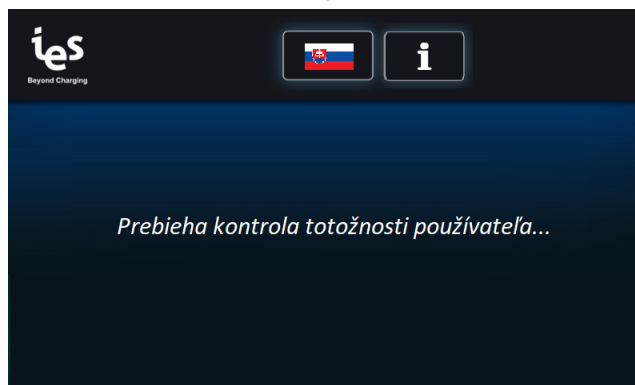 ies
Beyond Charging
i
Prebieha kontrola totožnosti používateľa...